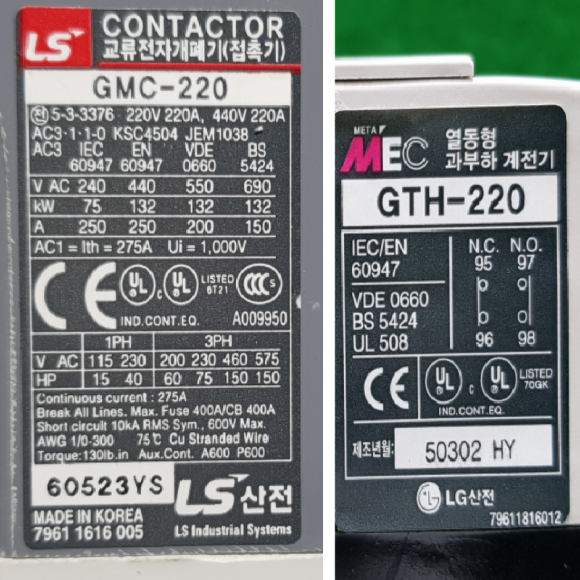 LS
CONTACTOR
교류전자개폐기(접촉기)
GMC-220
전 5-3-3376 220V 220A, 440V 220A
AC3·1·1-0 KSC4504 JEM1038
AC3 IEC EN VDE BS
60947 60947 0660 5424
V AC 240 440 550 690
kW 75 132 132 132
A 250 250 200 150
AC1 = Ith = 275A Ui = 1,000V
CE UL c UL LISTED 6T21 CCC S
IND.CONT.EQ. A009950
1PH 3PH
V AC 115 230 200 230 460 575
HP 15 40 60 75 150 150
Continuous current : 275A
Break All Lines. Max. Fuse 400A/CB 400A
Short circuit 10kA RMS Sym., 600V Max.
AWG 1/0-300 75℃ Cu Stranded Wire
Torque:130lb.in Aux.Cont. A600 P600
60523YS
LS산전
MADE IN KOREA
7961 1616 005
LS Industrial Systems
META
MEC
열동형
과부하 계전기
GTH-220
IEC/EN
60947
VDE 0660
BS 5424
UL 508
N.C. N.O.
95 97
96 98
CE UL c UL LISTED 70GK
IND.CONT.EQ.
제조년월: 50302 HY
LG산전
79611816012